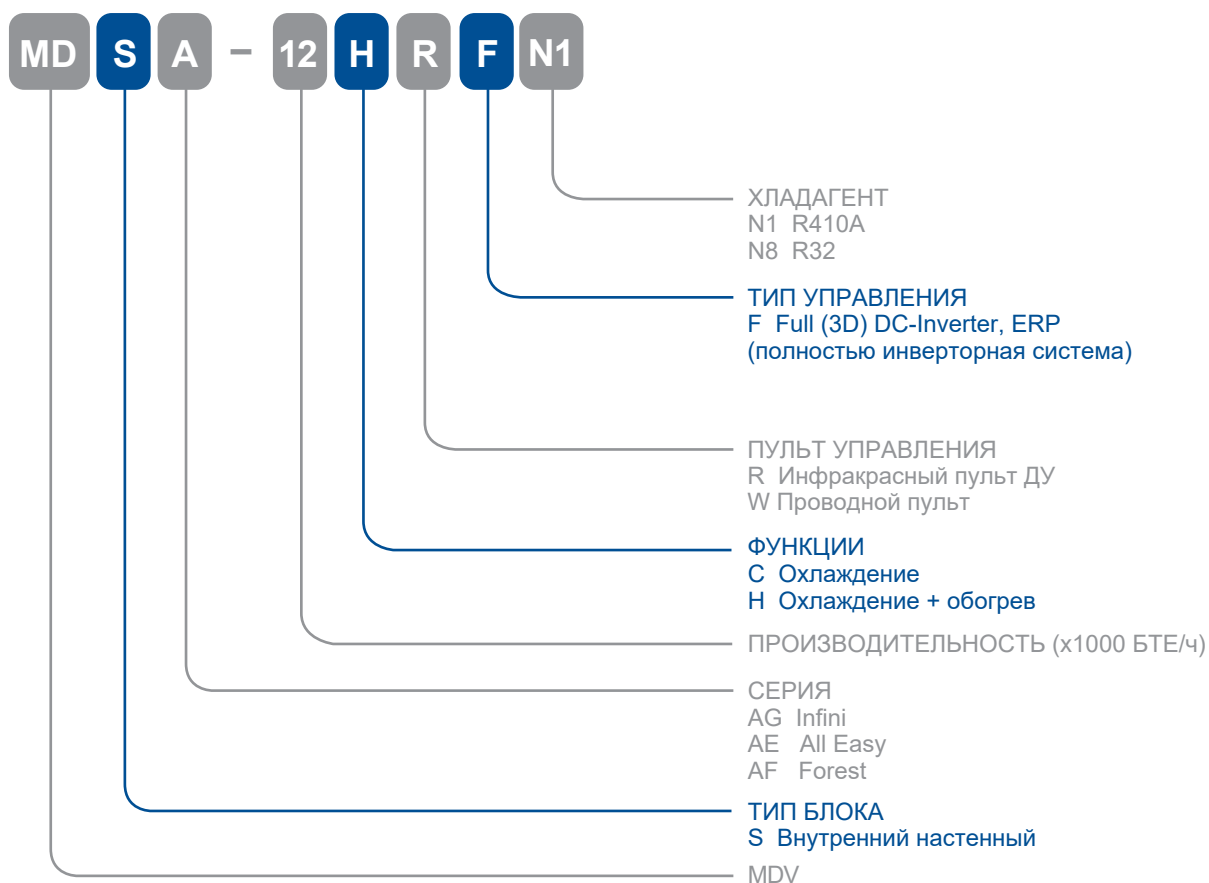 MD S A – 12 H R F N1
ХЛАДАГЕНТ
N1 R410A
N8 R32
ТИП УПРАВЛЕНИЯ
F Full (3D) DC-Inverter, ERP
(полностью инверторная система)
ПУЛЬТ УПРАВЛЕНИЯ
R Инфракрасный пульт ДУ
W Проводной пульт
ФУНКЦИИ
C Охлаждение
H Охлаждение + обогрев
ПРОИЗВОДИТЕЛЬНОСТЬ (x1000 БТЕ/ч)
СЕРИЯ
AG Infini
AE All Easy
AF Forest
ТИП БЛОКА
S Внутренний настенный
MDV